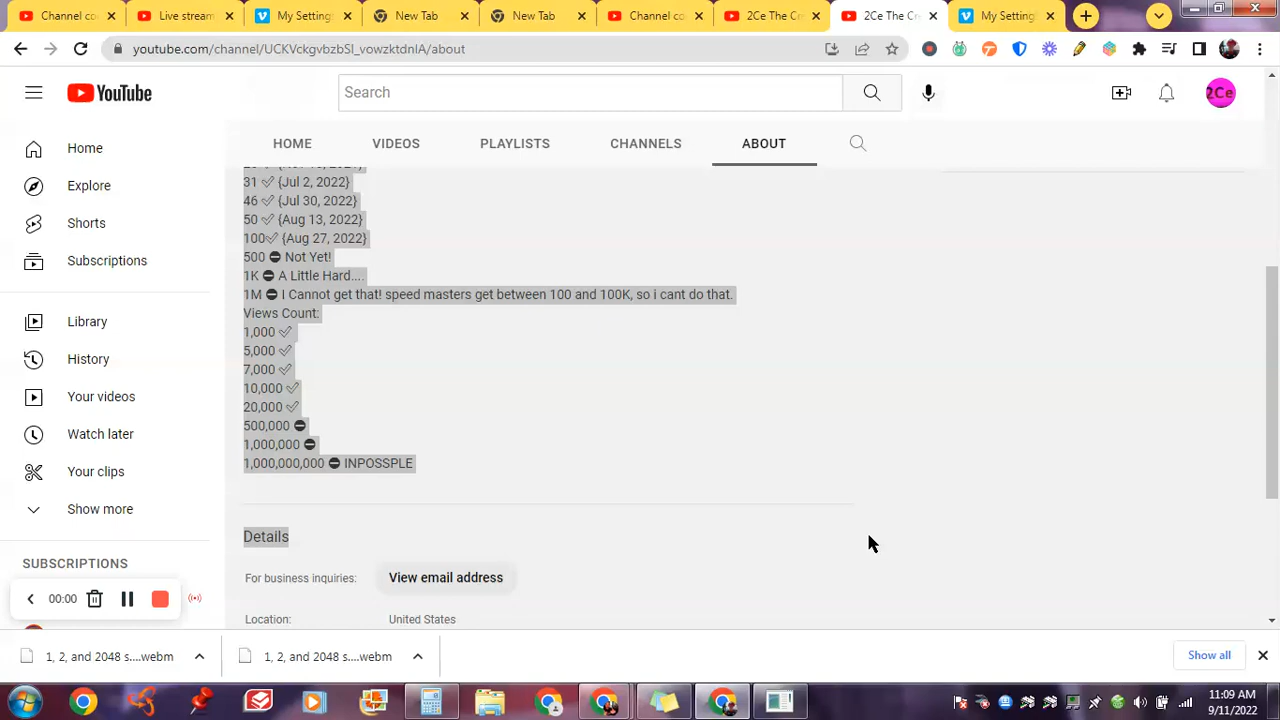 Channel co
Live stream
My Setting
New Tab
New Tab
Channel co
2Ce The Cr
2Ce The Cr
My Setting
youtube.com/channel/UCKVckgvbzbSI_vowzktdnIA/about
YouTube
Search
2Ce
HOME
VIDEOS
PLAYLISTS
CHANNELS
ABOUT
Home
Explore
Shorts
Subscriptions
Library
History
Your videos
Watch later
Your clips
Show more
SUBSCRIPTIONS
00:00
31 ✅ {Jul 2, 2022}
46 ✅ {Jul 30, 2022}
50 ✅ {Aug 13, 2022}
100✅ {Aug 27, 2022}
500 ⛔ Not Yet!
1K ⛔ A Little Hard....
1M ⛔ I Cannot get that! speed masters get between 100 and 100K, so i cant do that.
Views Count:
1,000 ✅
5,000 ✅
7,000 ✅
10,000 ✅
20,000 ✅
500,000 ⛔
1,000,000 ⛔
1,000,000,000 ⛔ INPOSSPLE
Details
For business inquiries: View email address
Location: United States
1, 2, and 2048 s....webm
1, 2, and 2048 s....webm
Show all
11:09 AM
9/11/2022